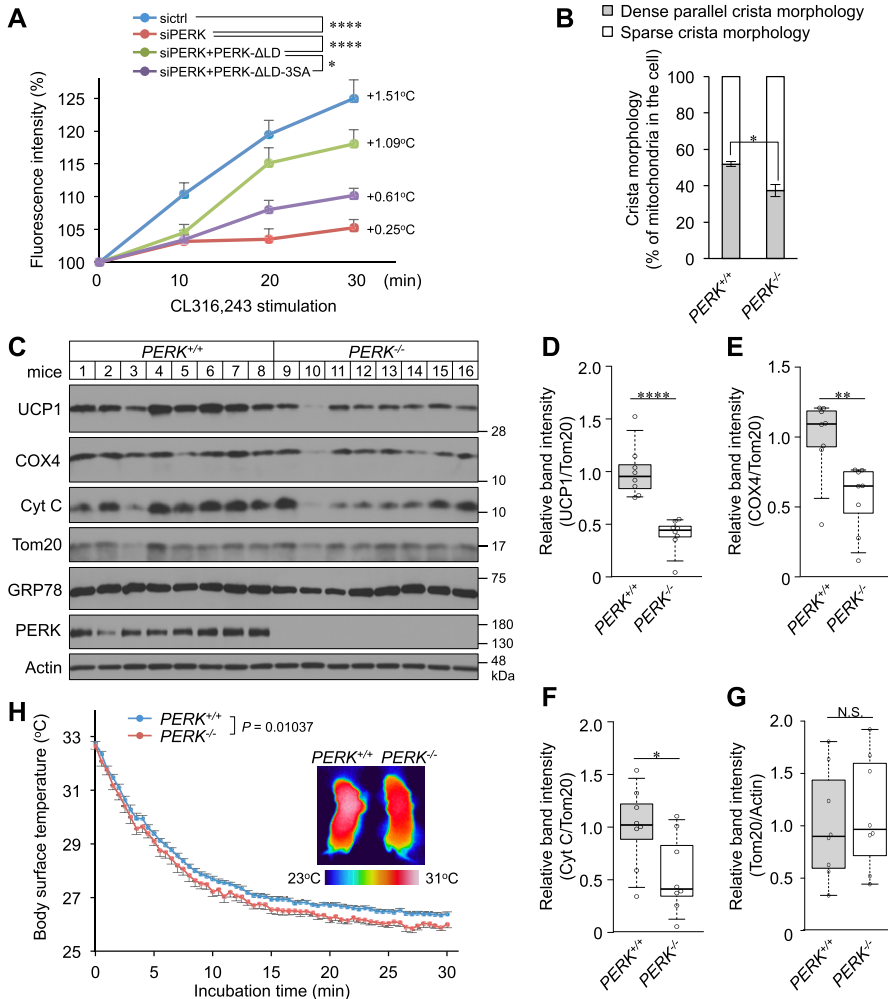 A
sictrl
siPERK
siPERK+PERK-ΔLD
siPERK+PERK-ΔLD-3SA
****
****
*
Fluorescence intensity (%)
125
120
115
110
105
100
+1.51°C
+1.09°C
+0.61°C
+0.25°C
0 10 20 30 (min)
CL316,243 stimulation
B
Dense parallel crista morphology
Sparse crista morphology
Crista morphology
(% of mitochondria in the cell)
100
80
60
40
20
0
*
PERK+/+ PERK-/-
C
PERK+/+ PERK-/-
mice 1 2 3 4 5 6 7 8 9 10 11 12 13 14 15 16
UCP1
28
COX4
10
Cyt C 10
Tom20 17
75
GRP78
PERK 180
130
Actin 48
kDa
D
Relative band intensity
(UCP1/Tom20)
2.0
1.5
1.0
0.5
0
****
PERK+/+ PERK-/-
E
Relative band intensity
(COX4/Tom20)
1.5
1.0
0.5
0
**
PERK+/+ PERK-/-
F
Relative band intensity
(Cyt C/Tom20)
2.0
1.5
1.0
0.5
0
*
PERK+/+ PERK-/-
G
Relative band intensity
(Tom20/Actin)
2.0
1.5
1.0
0.5
0
N.S.
PERK+/+ PERK-/-
H
PERK+/+
PERK-/-
P = 0.01037
Body surface temperature (°C)
33
31
29
27
25
PERK+/+ PERK-/-
23°C 31°C
0 5 10 15 20 25 30
Incubation time (min)